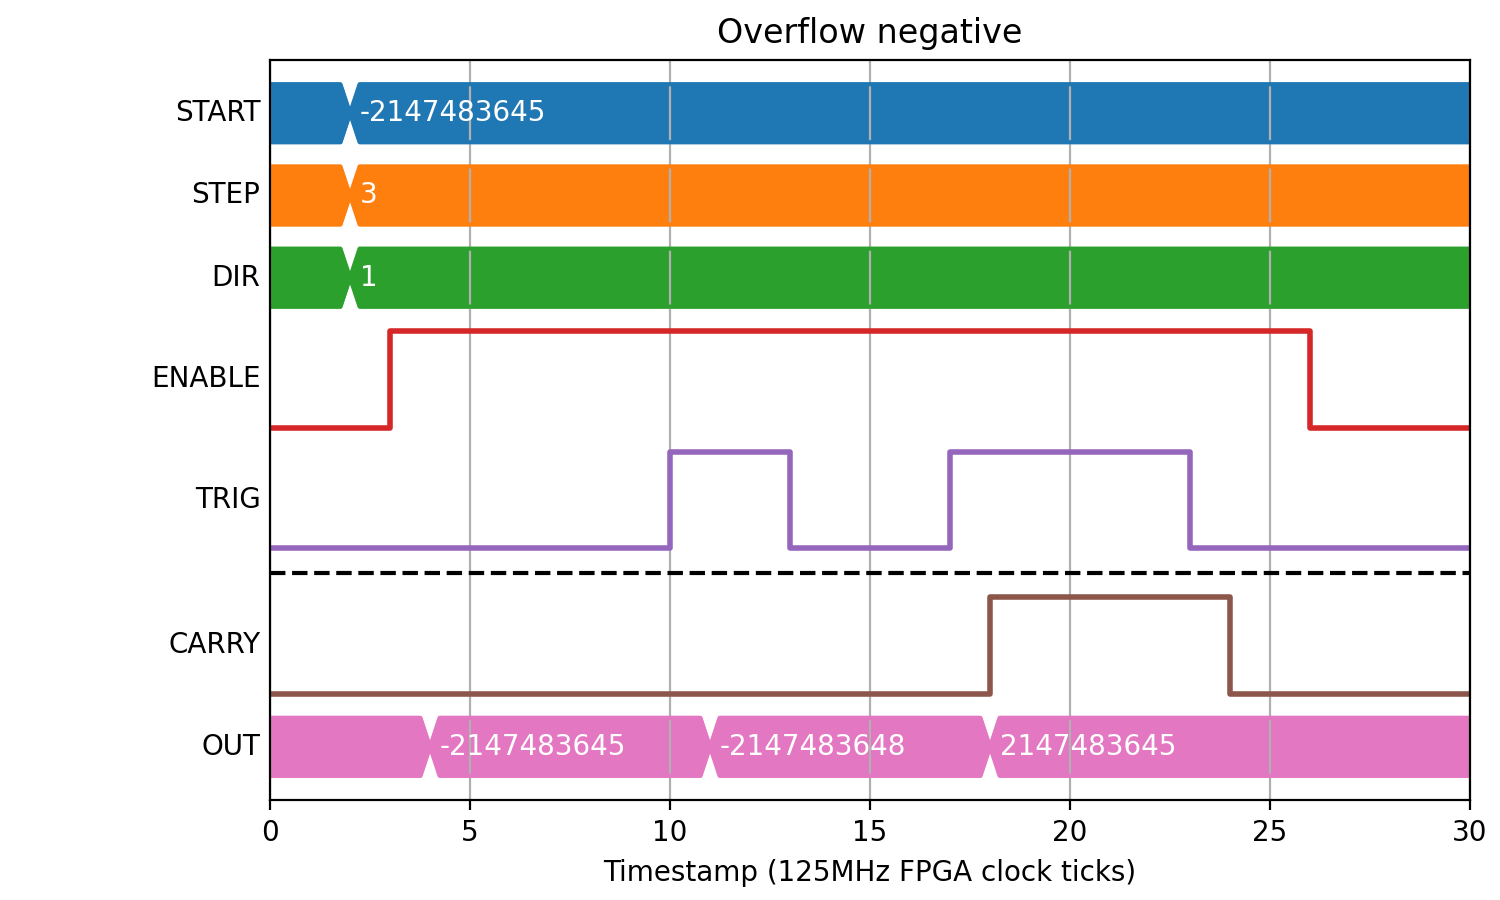 Overflow negative
START
-2147483645
STEP
3
DIR
1
ENABLE
TRIG
CARRY
OUT
-2147483645
-2147483648
2147483645
0 5 10 15 20 25 30
Timestamp (125MHz FPGA clock ticks)